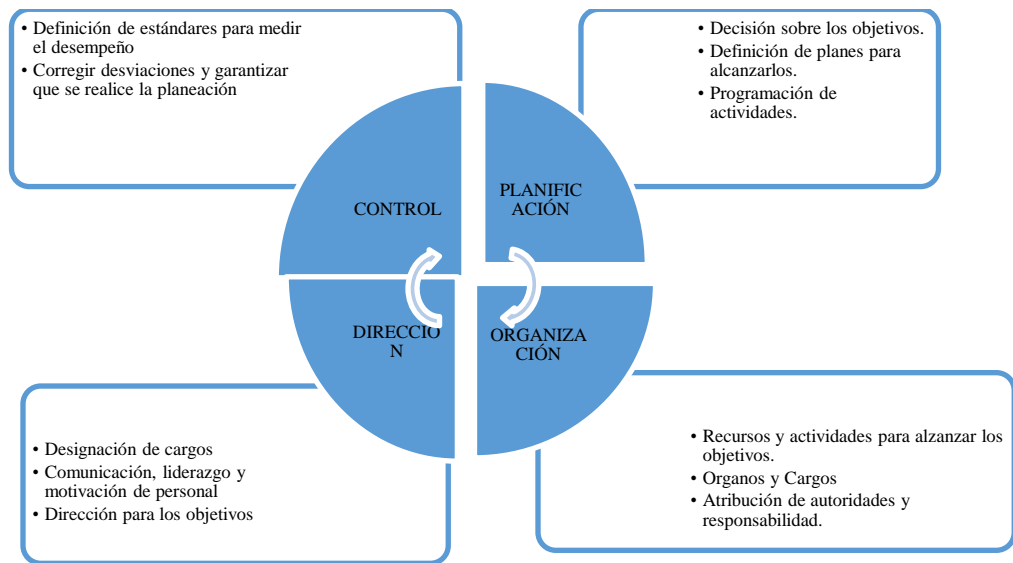 • Definición de estándares para medir
el desempeño
• Corregir desviaciones y garantizar
que se realice la planeación
• Decisión sobre los objetivos.
• Definición de planes para
alcanzarlos.
• Programación de
actividades.
CONTROL
PLANIFIC
ACIÓN
DIRECCIO
N
ORGANIZA
CIÓN
• Designación de cargos
• Comunicación, liderazgo y
motivación de personal
• Dirección para los objetivos
• Recursos y actividades para alzanzar los
objetivos.
• Organos y Cargos
• Atribución de autoridades y
responsabilidad.